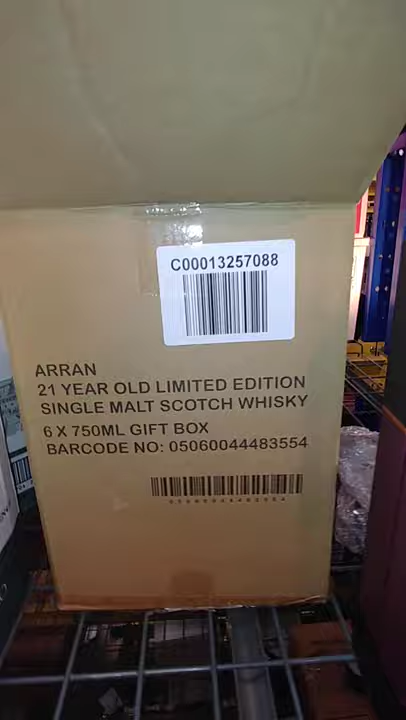 C00013257088
ARRAN
21 YEAR OLD LIMITED EDITION
SINGLE MALT SCOTCH WHISKY
6 X 750ML GIFT BOX
BARCODE NO: 05060044483554